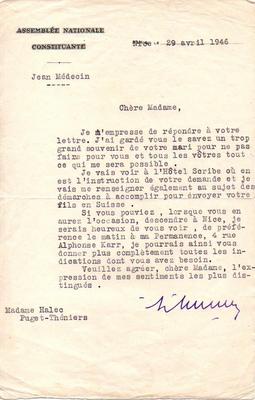 ASSEMBLÉE NATIONALE
CONSTITUANTE
Nice, 29 avril 1946
Jean Médecin
Chère Madame,
Je m'empresse de répondre à votre
lettre. J'ai gardé vous le savez un trop
grand souvenir de votre mari pour ne pas
faire pour vous et tous les vôtres tout
ce qui me sera possible.
Je vais voir à l'Hôtel Scribe où en
est l'instruction de votre demande et je
vais me renseigner également au sujet des
démarches à accomplir pour envoyer votre
fils en Suisse.
Si vous pouviez, lorsque vous en
aurez l'occasion, descendre à Nice, je
serais heureux de vous voir, de préfé-
rence le matin à ma Permanence, 4 rue
Alphonse Karr, je pourrais ainsi vous
donner plus complètement toutes les in-
dications dont vous avez besoin.
Veuillez agréer, chère Madame, l'ex-
pression de mes sentiments les plus dis-
tingués.
Madame Halec
Puget-Théniers